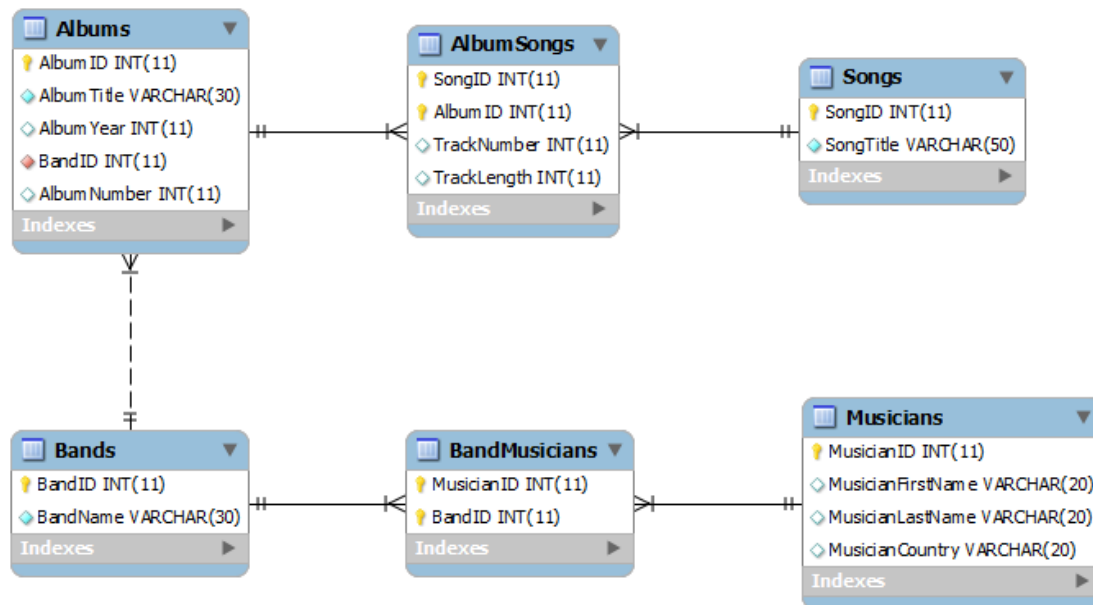 Albums
AlbumID INT(11)
AlbumTitle VARCHAR(30)
AlbumYear INT(11)
BandID INT(11)
AlbumNumber INT(11)
Indexes
AlbumSongs
SongID INT(11)
AlbumID INT(11)
TrackNumber INT(11)
TrackLength INT(11)
Indexes
Songs
SongID INT(11)
SongTitle VARCHAR(50)
Indexes
Bands
BandID INT(11)
BandName VARCHAR(30)
Indexes
BandMusicians
MusicianID INT(11)
BandID INT(11)
Indexes
Musicians
MusicianID INT(11)
MusicianFirstName VARCHAR(20)
MusicianLastName VARCHAR(20)
MusicianCountry VARCHAR(20)
Indexes